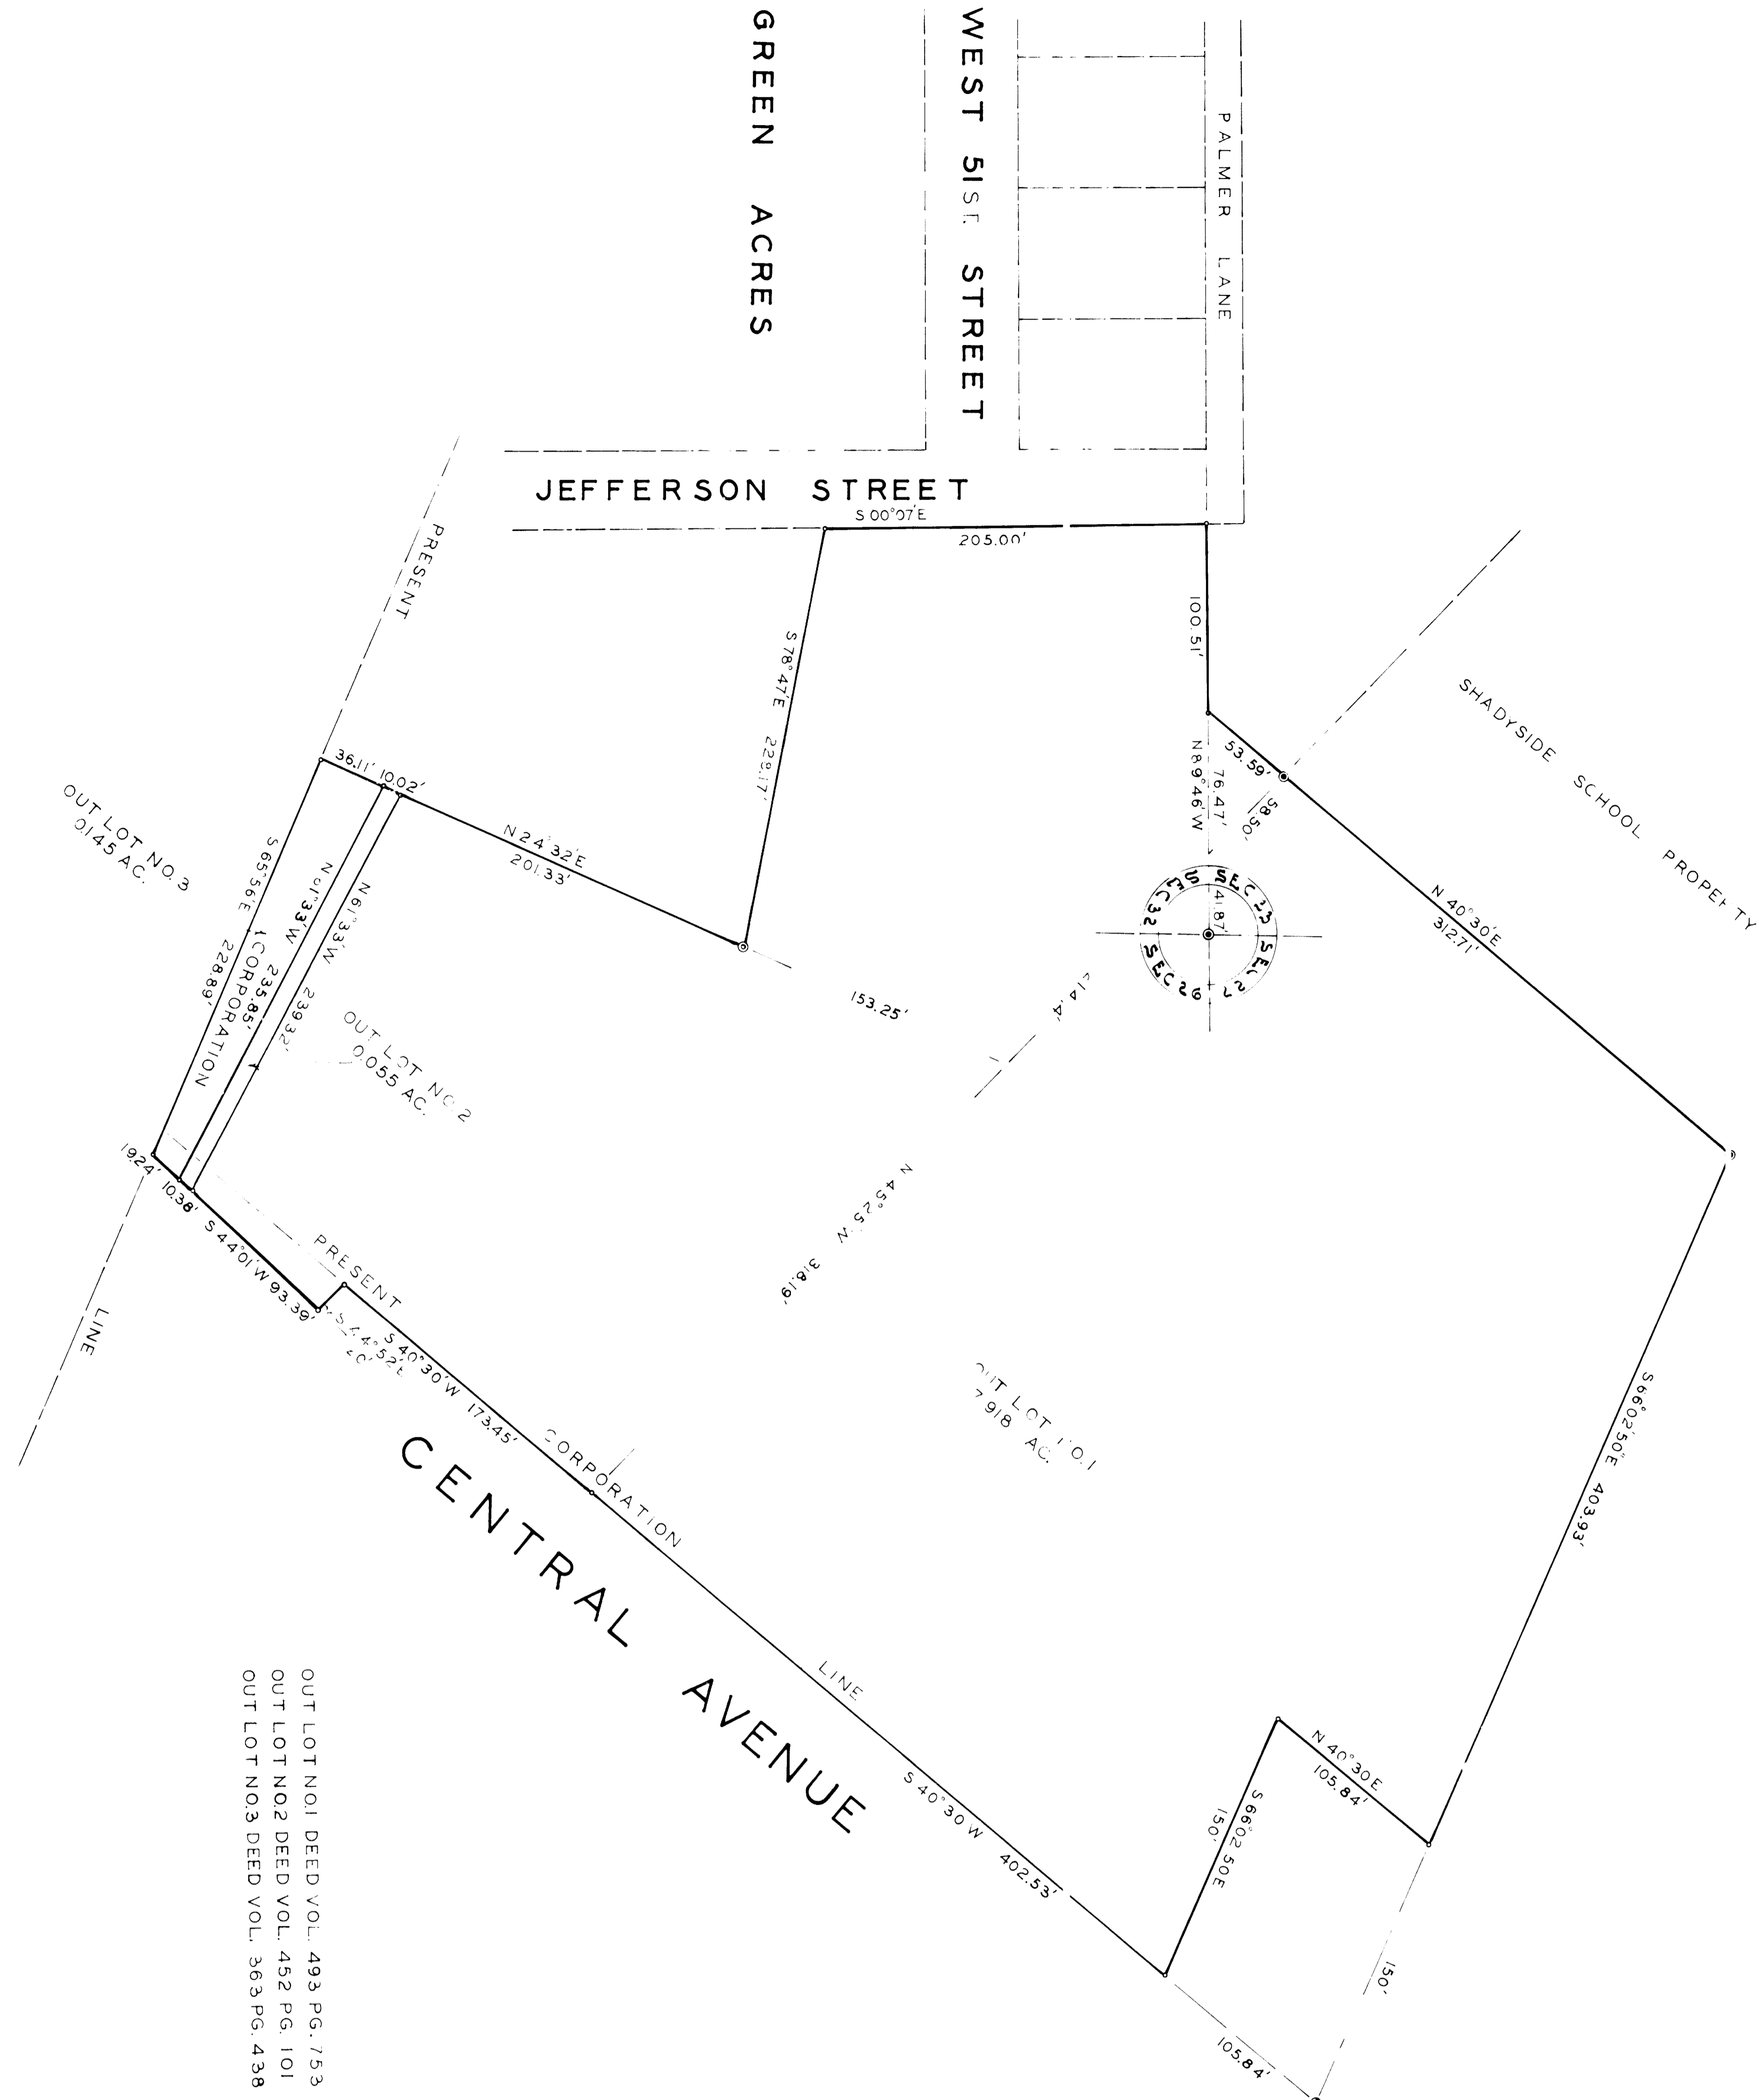 GREEN ACRES
WEST 51ST. STREET
PALMER LANE
JEFFERSON STREET
S 00°07'E
205.00'
100.51'
53.59'
58.50'
76.47'
N89°46'W
SHADYSIDE SCHOOL PROPERTY
N 40°30'E
312.71'
SEC 23
SEC
SEC 26
41.87'
PRESENT
S 78°47'E 228.17'
36.11' 10.02'
N 24°32'E
201.33'
153.25'
OUT LOT NO. 3
0.145 AC.
S 65°56'E
228.89'
CORPORATION
N 61°33'W
235.85'
N 61°33'W 239.32'
OUT LOT NO. 2
0.055 AC.
N 45°25'W 318.19'
19.24'
10.38'
S 44°01'W 93.39'
LINE
PRESENT
S 44°52'E
20'
S 40°30'W 173.45'
CORPORATION
LINE
OUT LOT NO. 1
7.918 AC.
S 66°02'50"E 403.93'
CENTRAL AVENUE
S 40°30'W 402.53'
N 40°30'E
105.84'
S 66°02'50"E
150'
150'
105.84'
OUT LOT NO.1 DEED VOL. 493 PG. 753
OUT LOT NO.2 DEED VOL. 452 PG. 101
OUT LOT NO.3 DEED VOL. 363 PG. 438